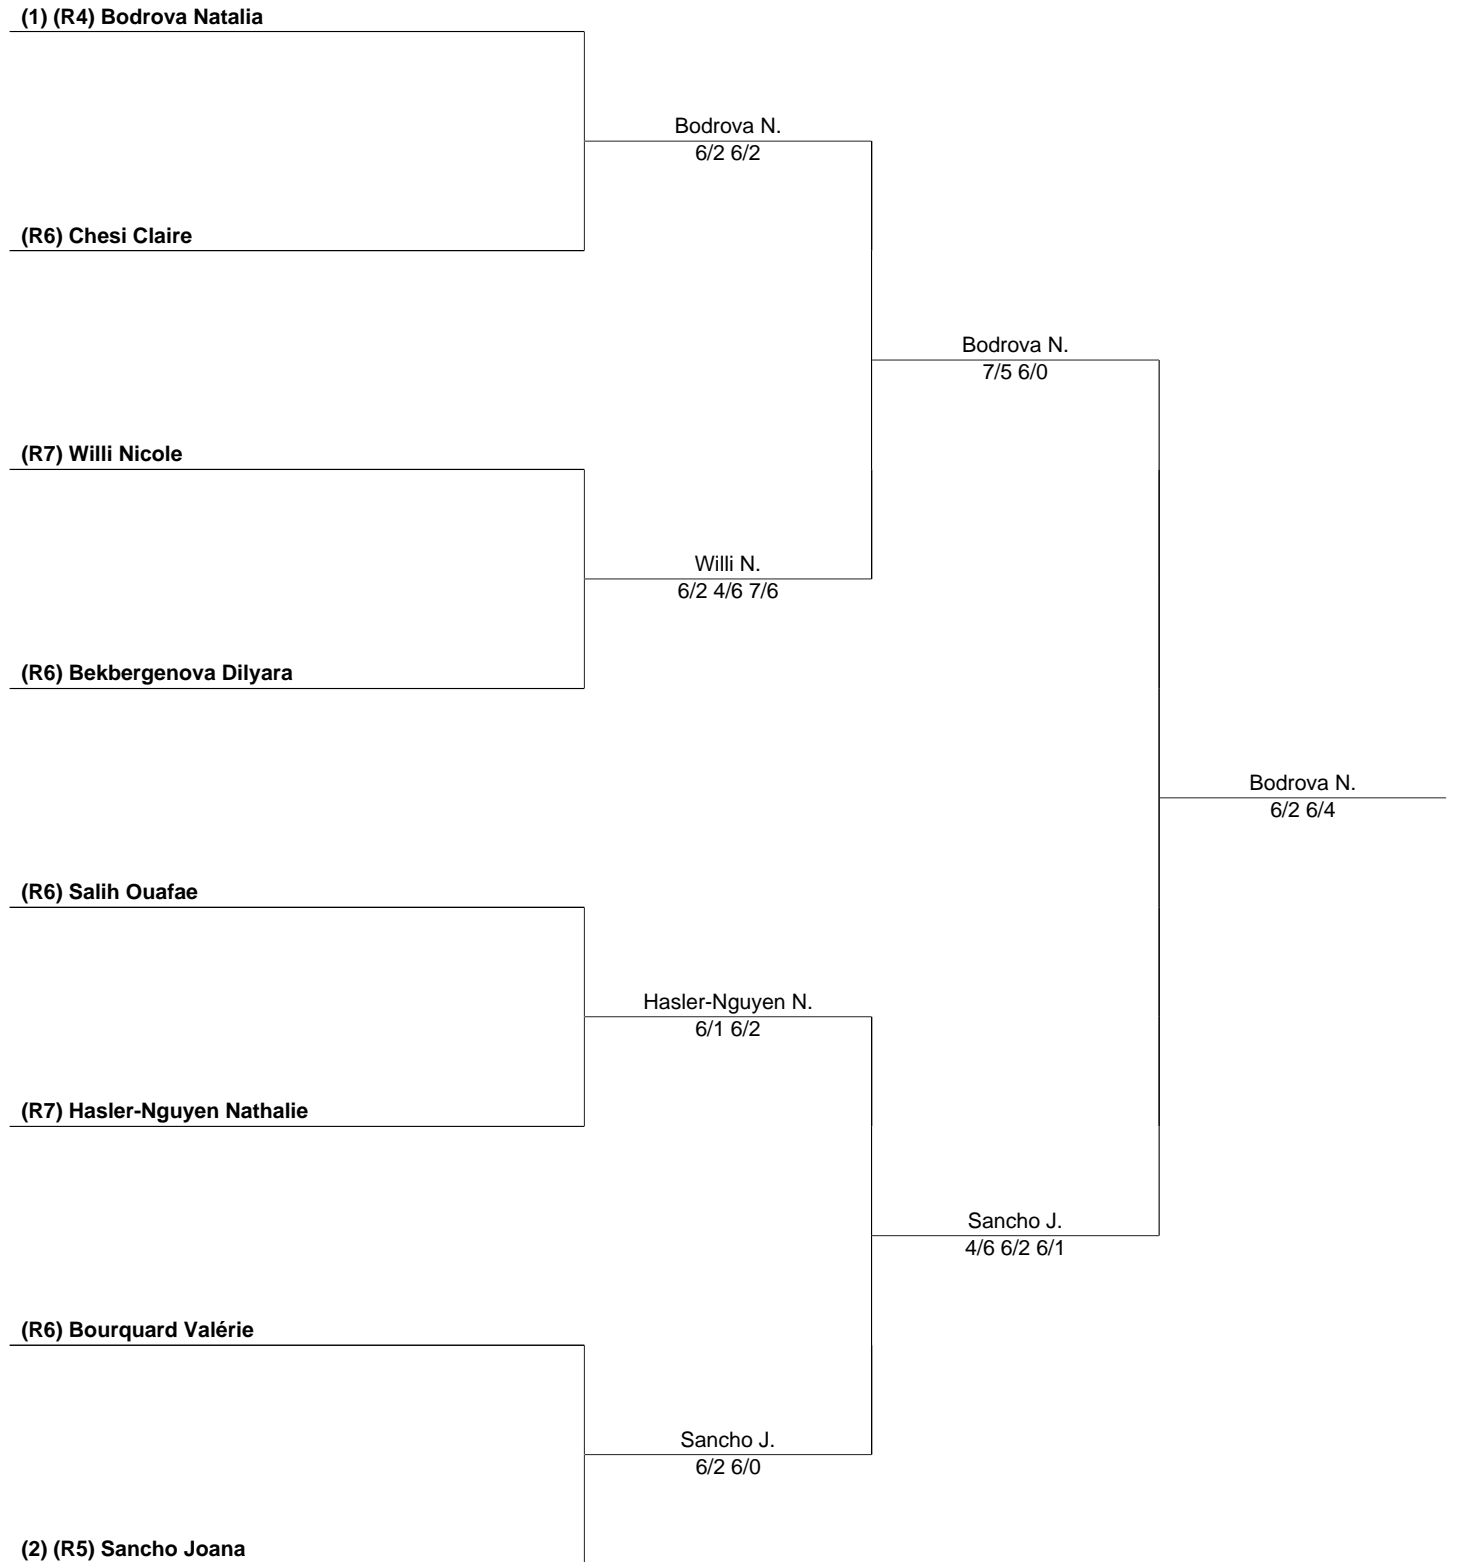 (1) (R4) Bodrova Natalia
Bodrova N.
6/2 6/2
(R6) Chesi Claire
Bodrova N.
7/5 6/0
(R7) Willi Nicole
Willi N.
6/2 4/6 7/6
(R6) Bekbergenova Dilyara
Bodrova N.
6/2 6/4
(R6) Salih Ouafae
Hasler-Nguyen N.
6/1 6/2
(R7) Hasler-Nguyen Nathalie
Sancho J.
4/6 6/2 6/1
(R6) Bourquard Valérie
Sancho J.
6/2 6/0
(2) (R5) Sancho Joana